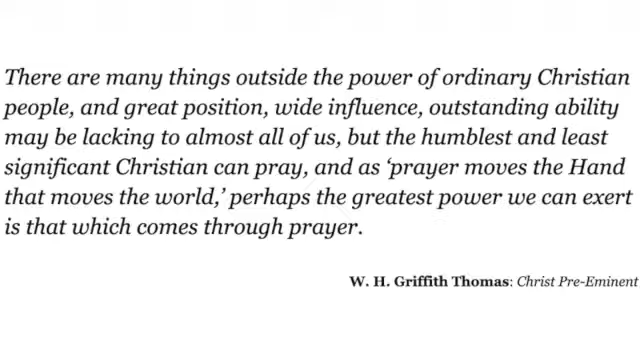 There are many things outside the power of ordinary Christian
people, and great position, wide influence, outstanding ability
may be lacking to almost all of us, but the humblest and least
significant Christian can pray, and as ‘prayer moves the Hand
that moves the world,’ perhaps the greatest power we can exert
is that which comes through prayer.
W. H. Griffith Thomas: Christ Pre-Eminent